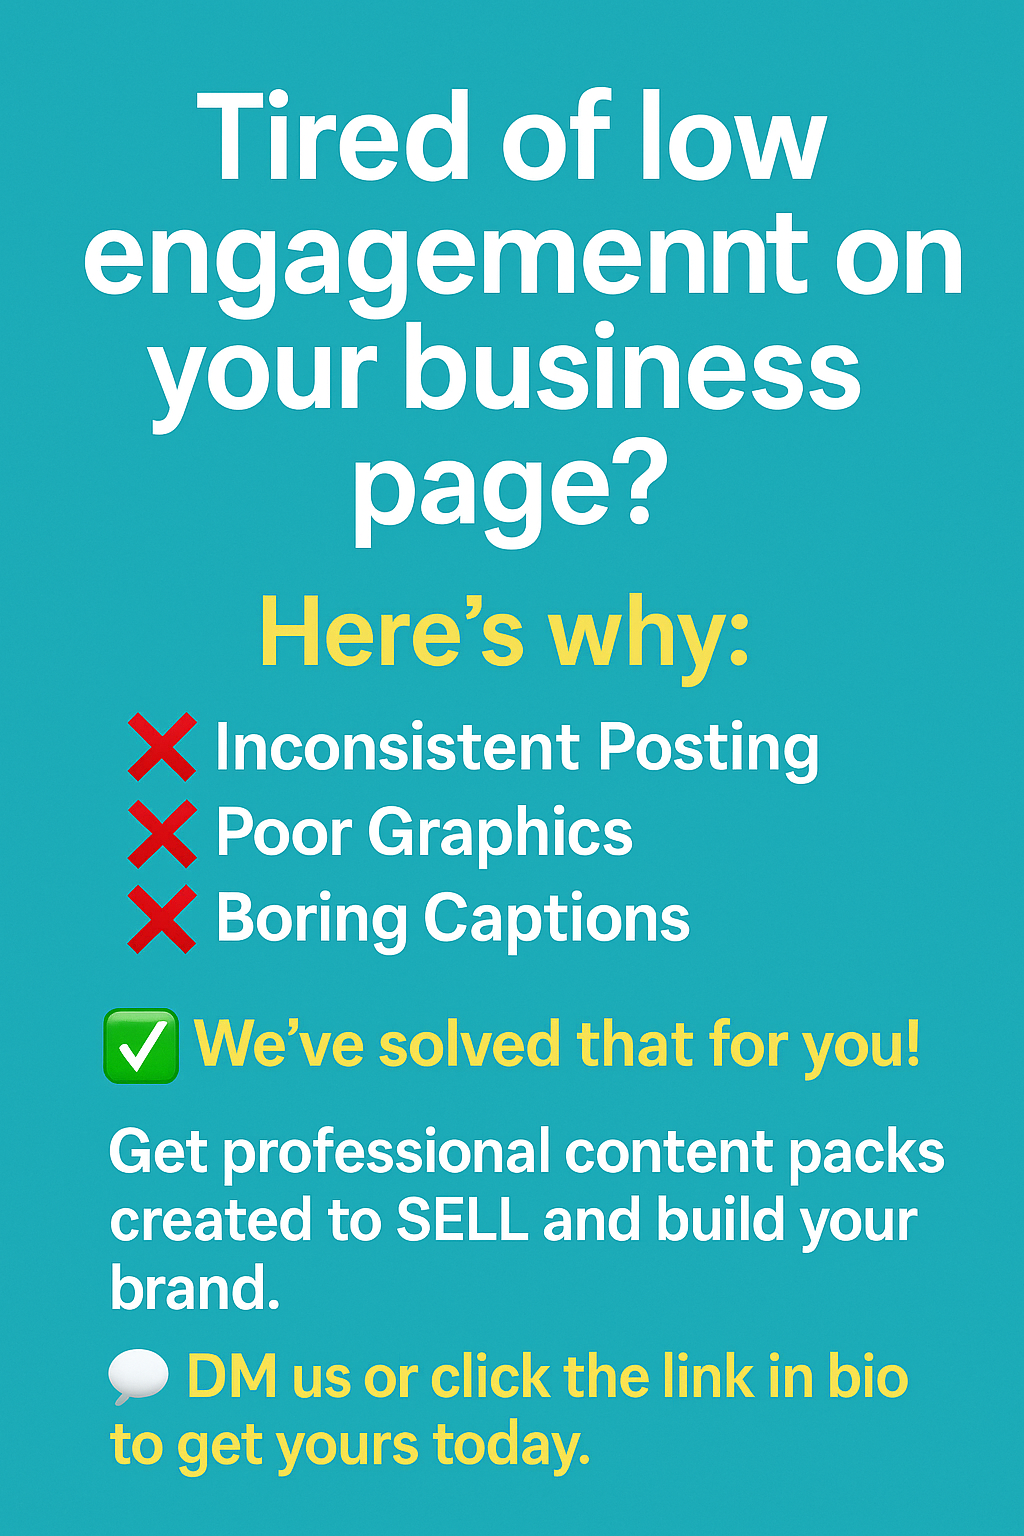 Tired of low
engagemennt on
your business
page?
Here’s why:
❌ Inconsistent Posting
❌ Poor Graphics
❌ Boring Captions
✅ We’ve solved that for you!
Get professional content packs
created to SELL and build your
brand.
💬 DM us or click the link in bio
to get yours today.